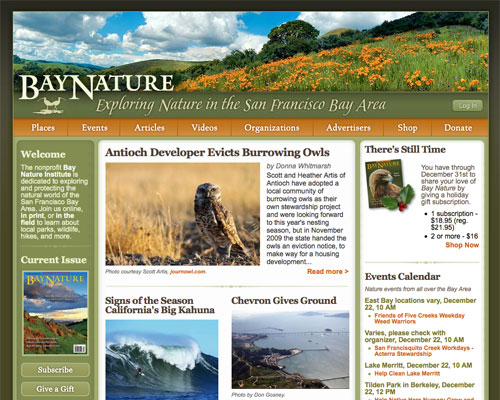 BAYNATURE
Exploring Nature in the San Francisco Bay Area
Log In
Places Events Articles Videos Organizations Advertisers Shop Donate
Welcome
The nonprofit Bay
Nature Institute is
dedicated to exploring
and protecting the
natural world of the
San Francisco Bay
Area. Join us online,
in print, or in the
field to learn about
local parks, wildlife,
hikes, and more.
Current Issue
BAYNATURE
Subscribe
Give a Gift
Antioch Developer Evicts Burrowing Owls
Photo courtesy Scott Artis, journowl.com.
by Donna Whitmarsh
Scott and Heather Artis of
Antioch have adopted a
local community of
burrowing owls as their
own stewardship project
and were looking forward
to this year's nesting
season, but in November
2009 the state handed the
owls an eviction notice, to
make way for a housing
development...
Read more >
Signs of the Season
California's Big Kahuna
Chevron Gives Ground
Photo by Don Goaney.
There's Still Time
You have through
December 31st to
share your love of
Bay Nature by
giving a holiday
gift subscription.
• 1 subscription -
$18.95 (reg.
$21.95)
• 2 or more - $16
Shop Now
Events Calendar
Nature events from all over the Bay Area
East Bay locations vary, December
22, 10 AM
Friends of Five Creeks Weekday
Weed Warriors
Varies, please check with
organizer, December 22, 10 AM
San Francisquito Creek Workdays -
Acterra Stewardship
Lake Merritt, December 22, 10 AM
Help Clean Lake Merritt
Tilden Park in Berkeley, December
22, 12 PM